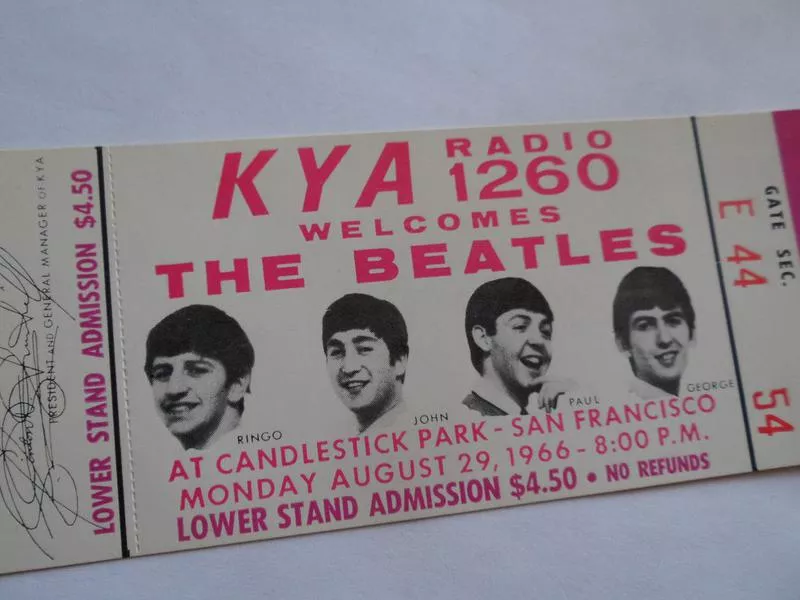 PRESIDENT AND GENERAL MANAGER OF KYA
LOWER STAND ADMISSION $4.50
KYA RADIO 1260
WELCOMES
THE BEATLES
RINGO
JOHN
PAUL
GEORGE
AT CANDLESTICK PARK - SAN FRANCISCO
MONDAY AUGUST 29, 1966 - 8:00 P.M.
LOWER STAND ADMISSION $4.50 • NO REFUNDS
GATE SEC.
E 44
54